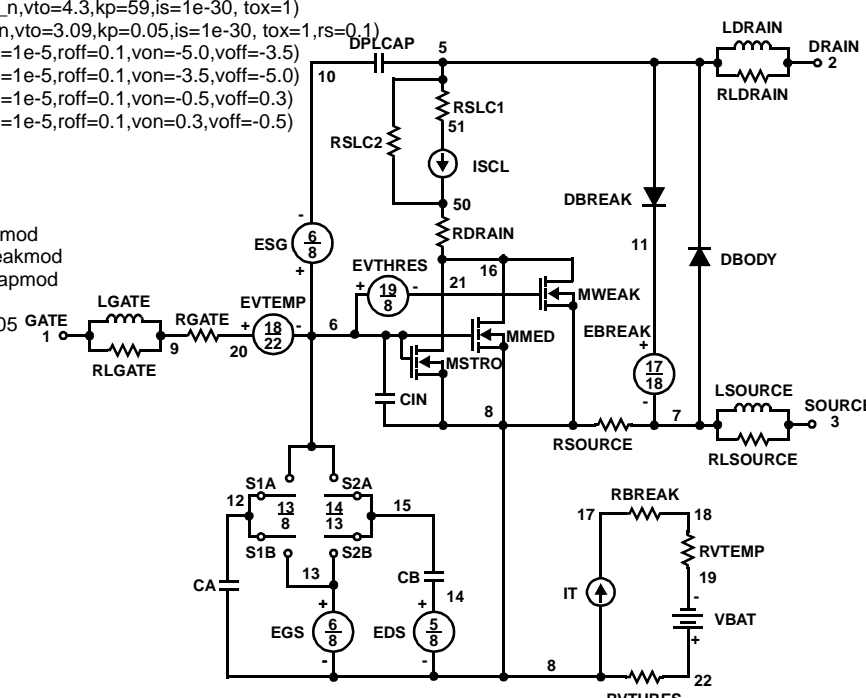 _n,vto=4.3,kp=59,is=1e-30, tox=1)
n,vto=3.09,kp=0.05,is=1e-30, tox=1,rs=0.1)
=1e-5,roff=0.1,von=-5.0,voff=-3.5)
=1e-5,roff=0.1,von=-3.5,voff=-5.0)
=1e-5,roff=0.1,von=-0.5,voff=0.3)
=1e-5,roff=0.1,von=0.3,voff=-0.5)
mod
eakmod
apmod
05
LDRAIN
DPLCAP 5 DRAIN
10 2
RLDRAIN
RSLC1
51
RSLC2
ISCL
50
DBREAK
-
ESG 6 8
+
RDRAIN
11
DBODY
EVTHRES
+ 19 8 -
21 16
MWEAK
LGATE
GATE
1
RLGATE
9
RGATE
20
EVTEMP
+ 18 22 -
6
MMED
MSTRO
EBREAK
+
17 18
-
CIN
8
RSOURCE
7
LSOURCE
SOURCE
3
RLSOURCE
S1A S2A
12 13 8 14 13 15
S1B S2B
13
CA
CB
14
+ +
EGS 6 8 EDS 5 8
- -
8
RBREAK
17 18
RVTEMP
19
IT
-
VBAT
+
22
RVTHRES